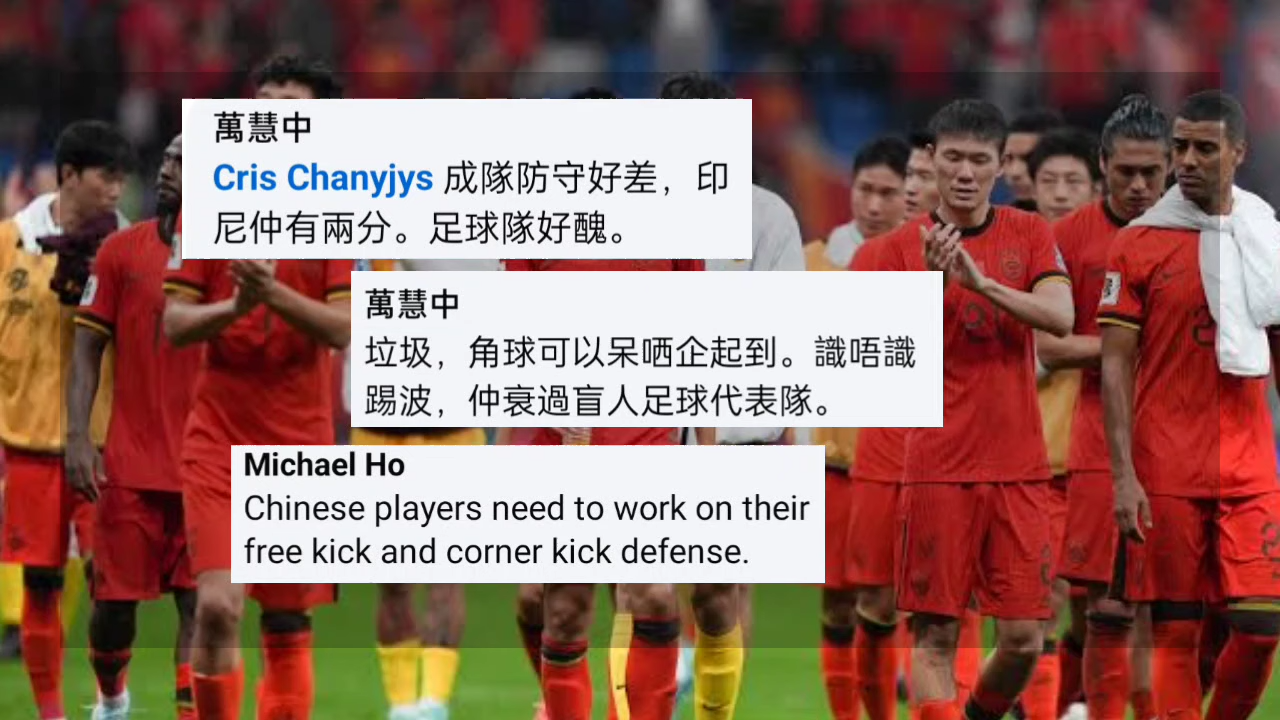 萬慧中
Cris Chanyjys 成隊防守好差，印
尼仲有兩分。足球隊好醜。
萬慧中
垃圾，角球可以呆哂企起到。識唔識
踢波，仲衰過盲人足球代表隊。
Michael Ho
Chinese players need to work on their
free kick and corner kick defense.